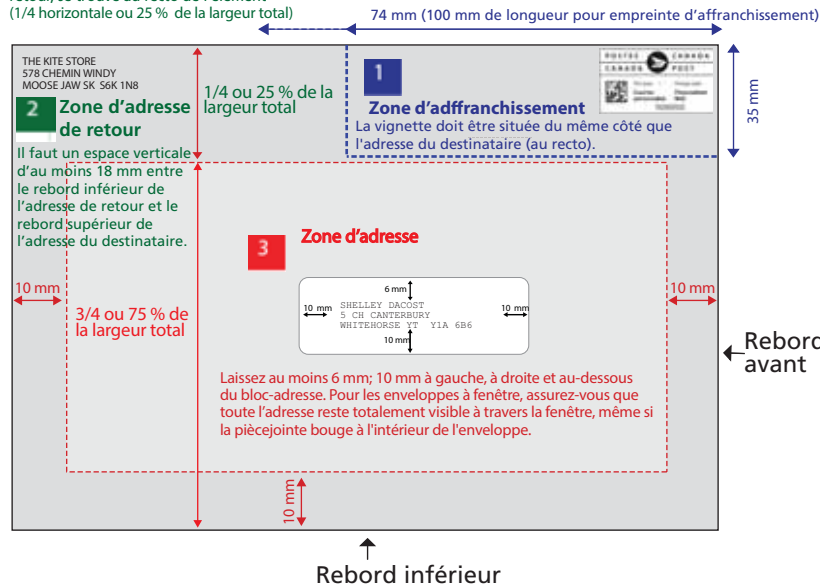 (1/4 horizontale ou 25 % de la largeur total)
74 mm (100 mm de longueur pour empreinte d’affranchissement)
THE KITE STORE
578 CHEMIN WINDY
MOOSE JAW SK S6K 1N8
2 Zone d’adresse
de retour
Il faut un espace verticale
d’au moins 18 mm entre
le rebord inférieur de
l’adresse de retour et le
rebord supérieur de
l’adresse du destinataire.
1/4 ou 25 % de la
largeur total
1
Zone d’adffranchissement
La vignette doit être située du même côté que
l'adresse du destinataire (au recto).
POSTES CANADA
CANADA POST
35 mm
3 Zone d’adresse
10 mm
3/4 ou 75 % de
la largeur total
6 mm
10 mm
SHELLEY DACOST
5 CH CANTERBURY
WHITEHORSE YT Y1A 6B6
10 mm
10 mm
10 mm
Laissez au moins 6 mm; 10 mm à gauche, à droite et au-dessous
du bloc-adresse. Pour les enveloppes à fenêtre, assurez-vous que
toute l’adresse reste totalement visible à travers la fenêtre, même si
la piècejointe bouge à l'intérieur de l'enveloppe.
10 mm
Rebord
avant
Rebord inférieur